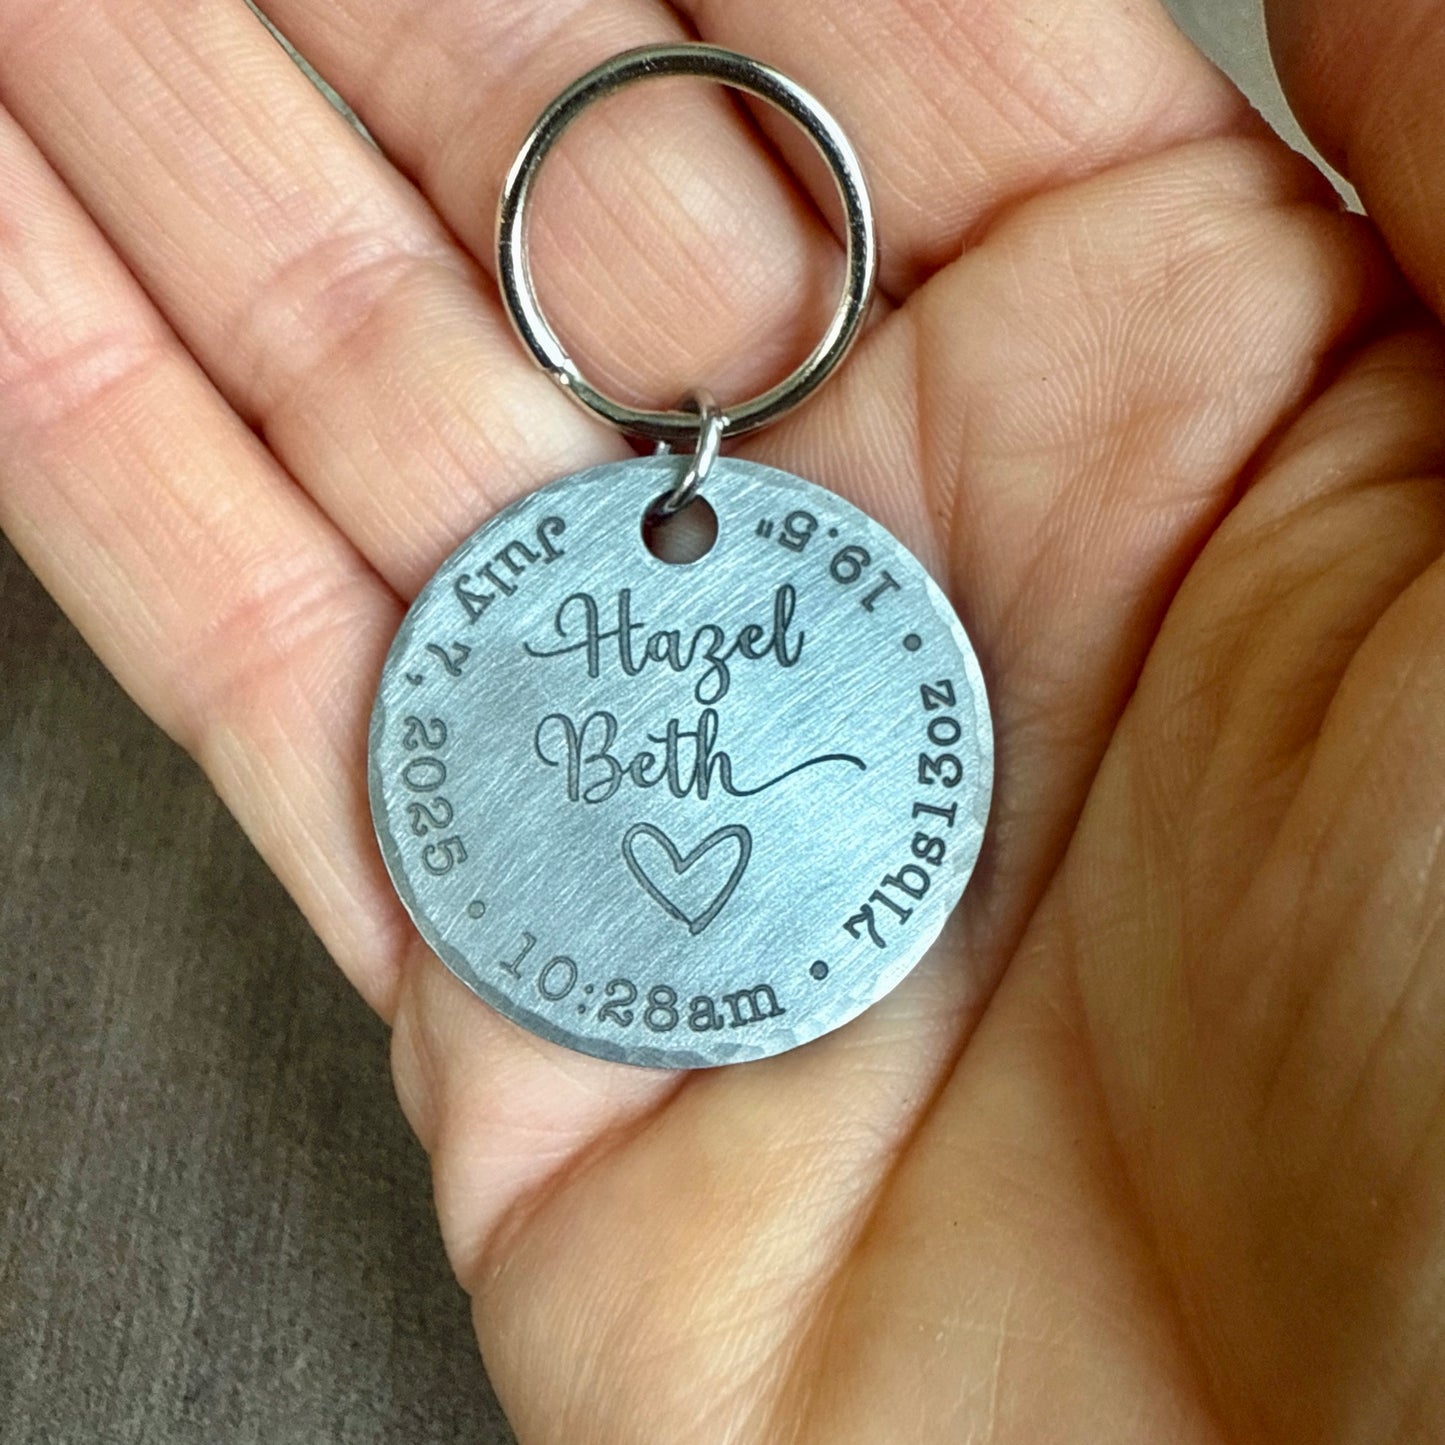 Hazel
Beth
July 7, 2025 • 10:28am • 7lbs13oz • 19.5"